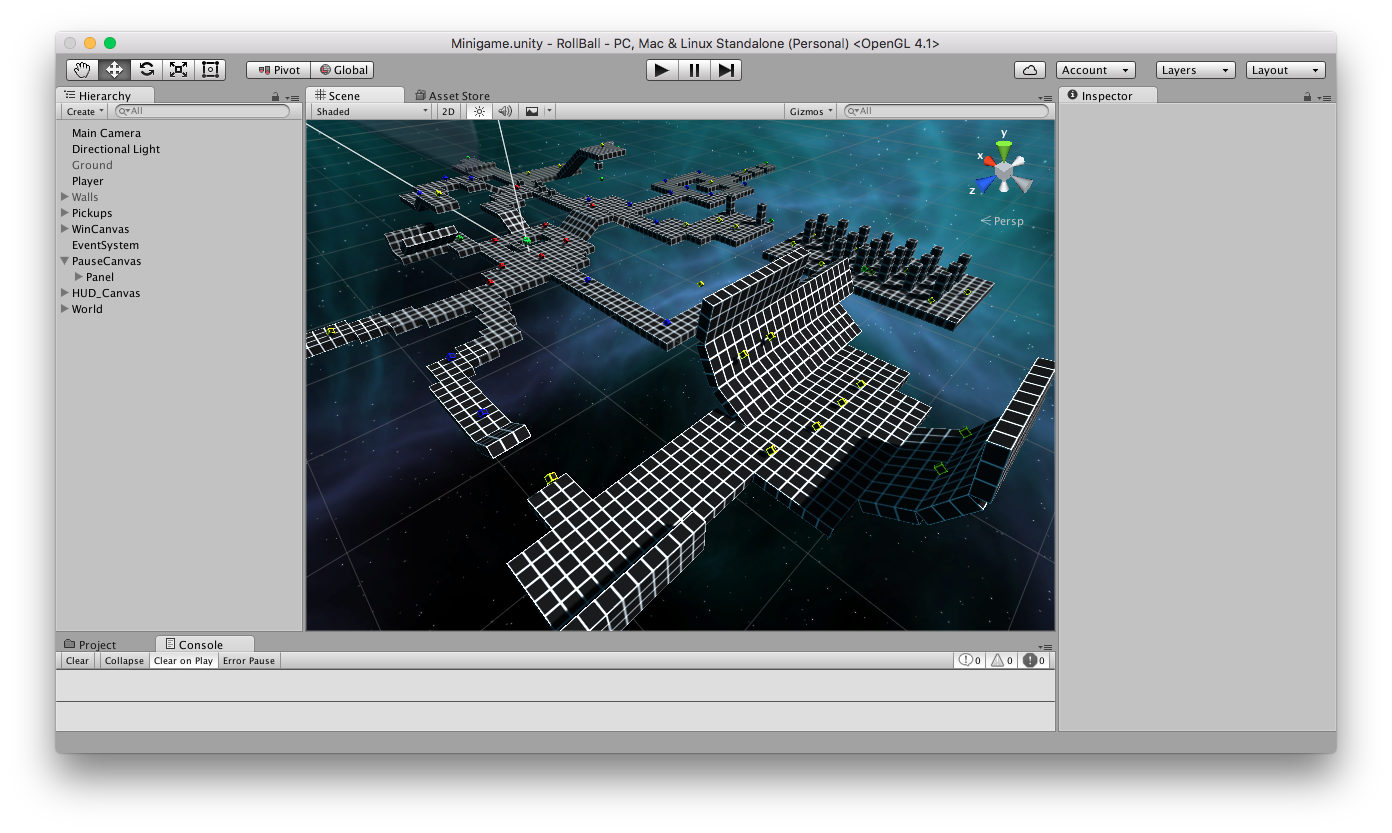 Minigame.unity - RollBall - PC, Mac & Linux Standalone (Personal) <OpenGL 4.1>
Pivot Global Account Layers Layout
Hierarchy Scene Asset Store Inspector
Create All Shaded 2D Gizmos All
Main Camera
Directional Light
Ground
Player
Walls
Pickups
WinCanvas
EventSystem
PauseCanvas
Panel
HUD_Canvas
World
y
x
z
Persp
Project Console
Clear Collapse Clear on Play Error Pause 0 0 0